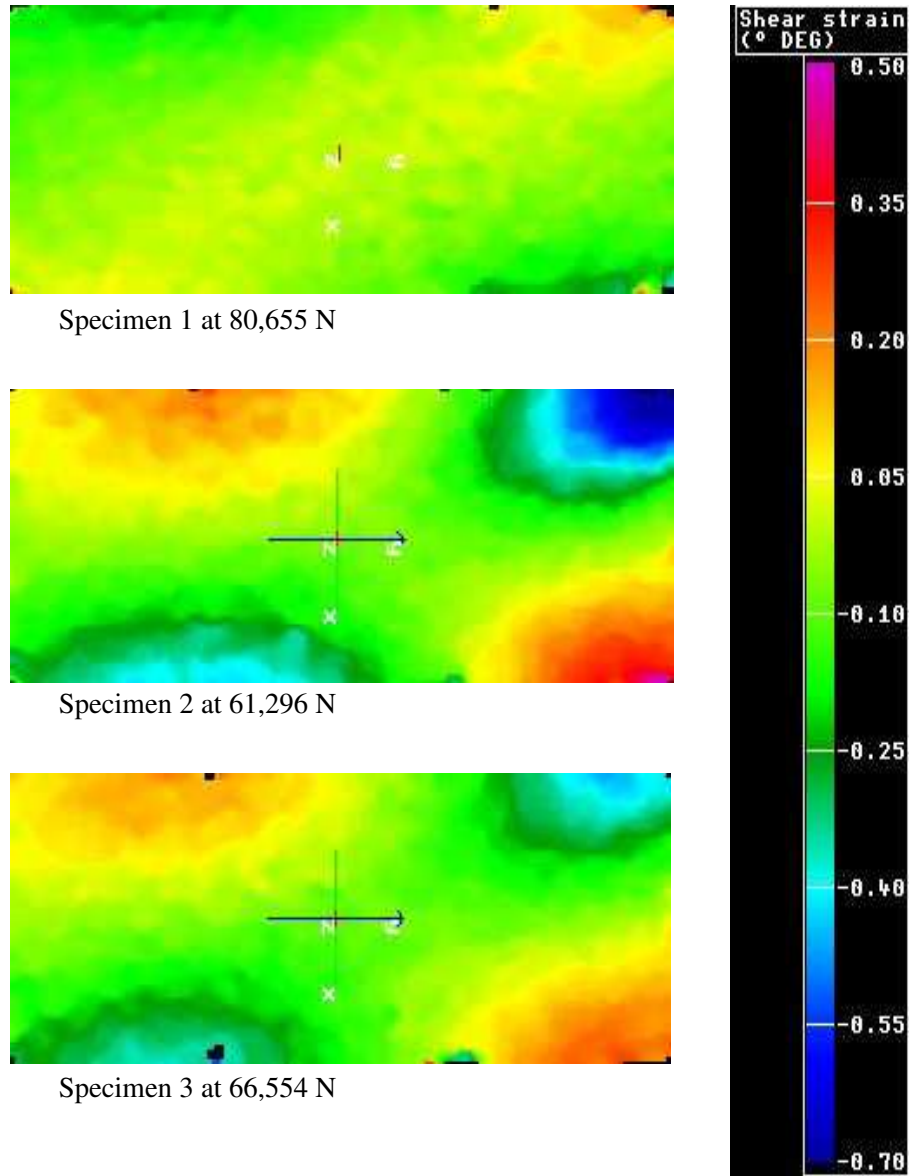 Shear strain
(° DEG)
0.50
0.35
0.20
0.05
-0.10
-0.25
-0.40
-0.55
-0.70
Z
X
Specimen 1 at 80,655 N
Z
X
Specimen 2 at 61,296 N
Z
X
Specimen 3 at 66,554 N